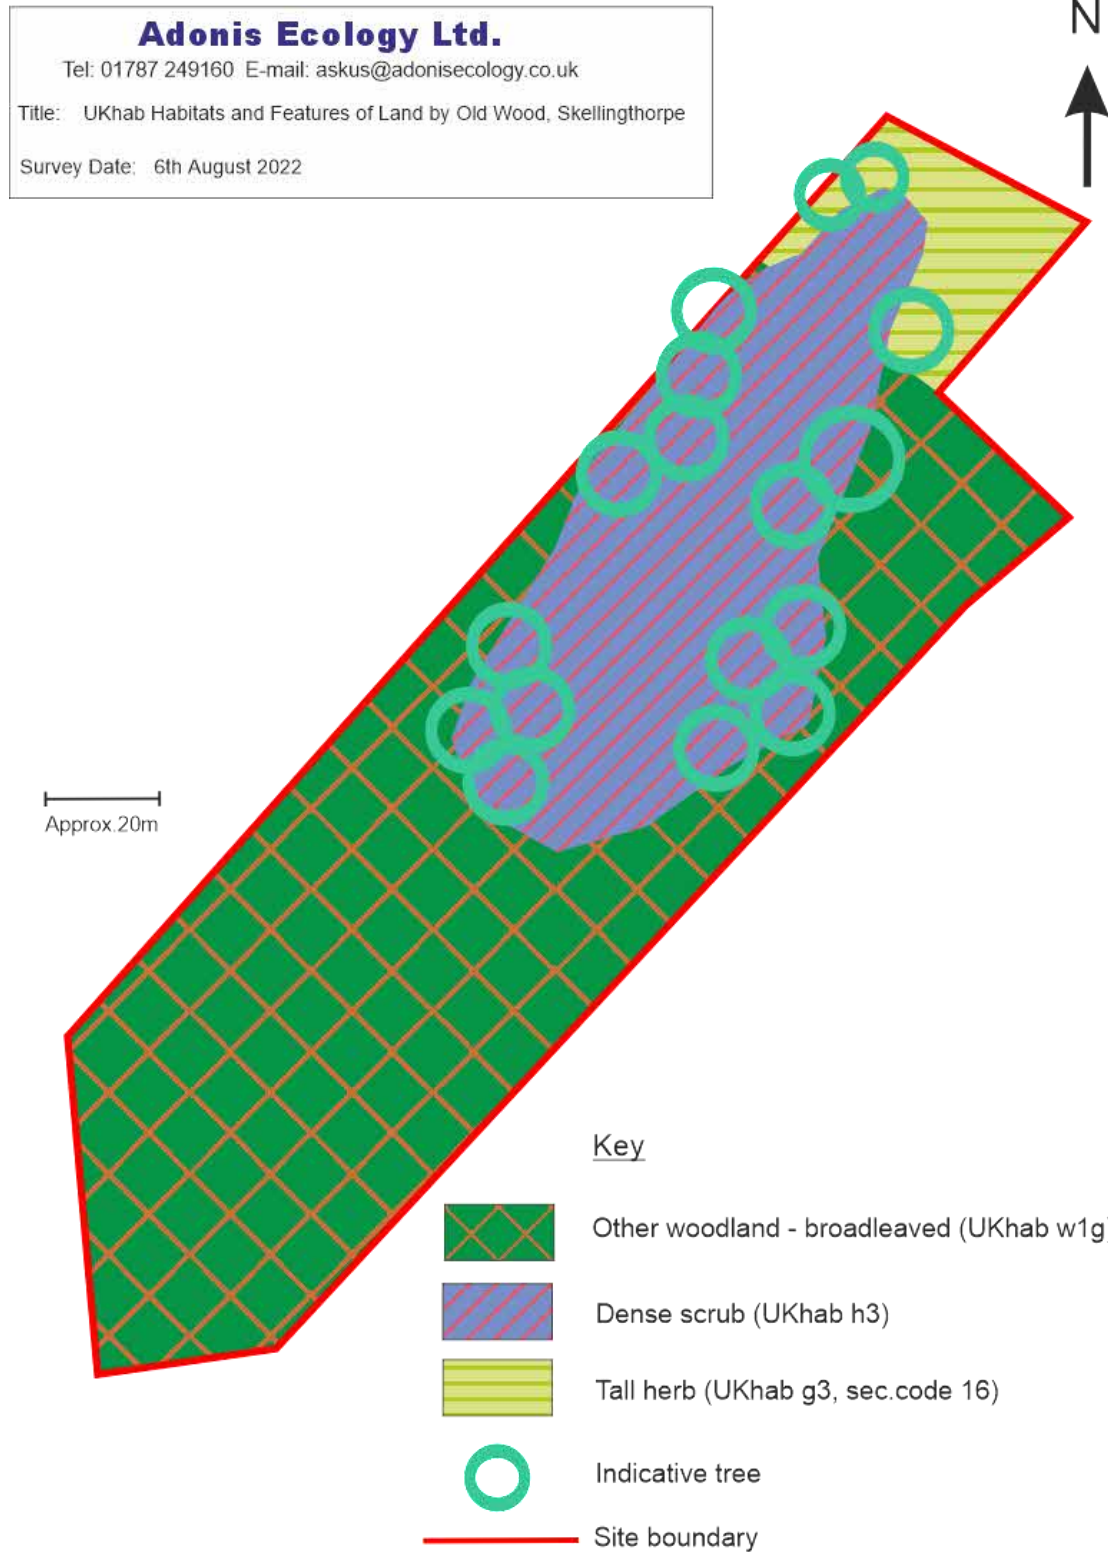 Adonis Ecology Ltd.
Tel: 01787 249160 E-mail: askus@adonisecology.co.uk
Title: UKhab Habitats and Features of Land by Old Wood, Skellingthorpe
Survey Date: 6th August 2022
N
Approx.20m
Key
Other woodland - broadleaved (UKhab w1g)
Dense scrub (UKhab h3)
Tall herb (UKhab g3, sec.code 16)
Indicative tree
Site boundary